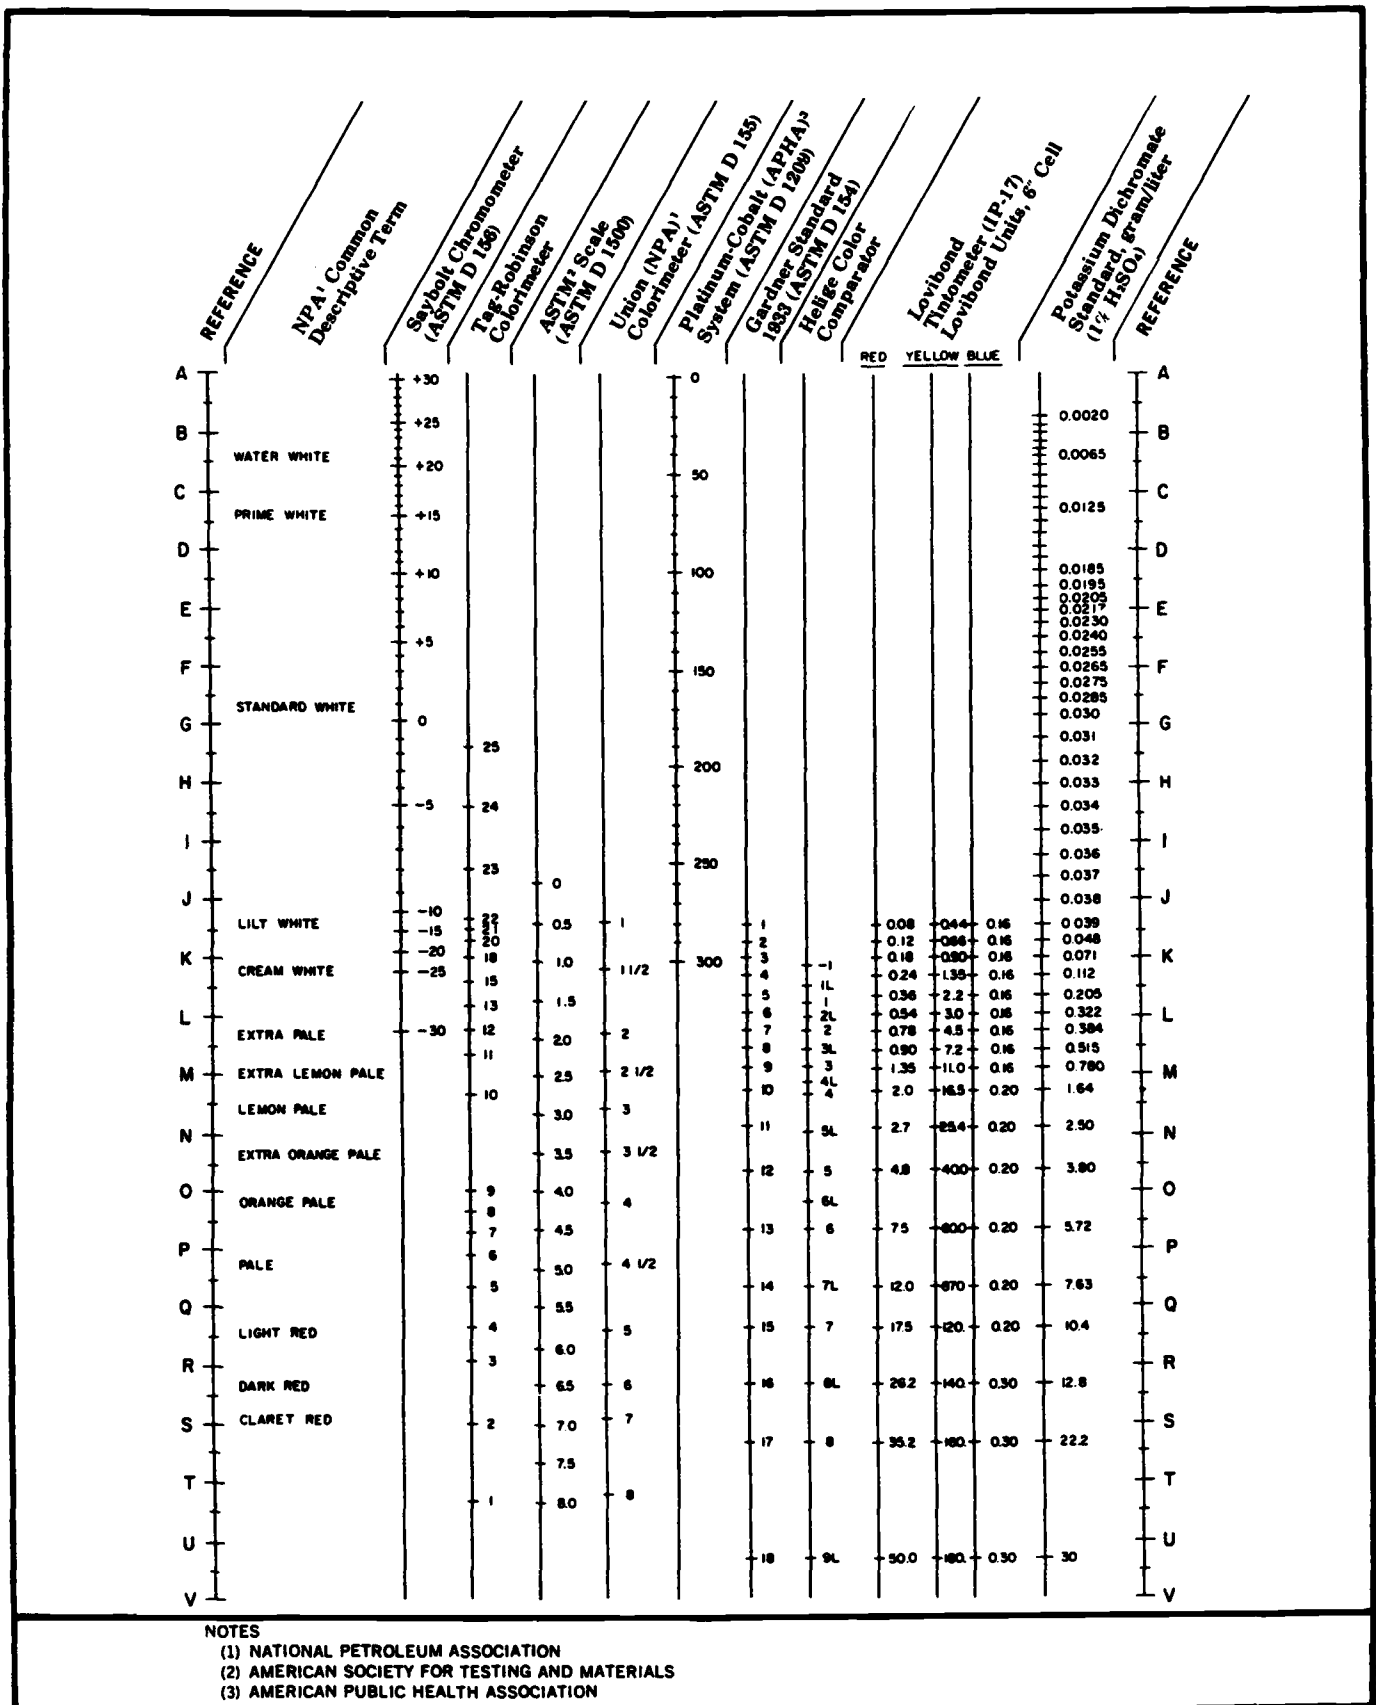 REFERENCE
NPA¹ Common
Descriptive Term
Saybolt Chromometer
(ASTM D 156)
Tag-Robinson
Colorimeter
ASTM² Scale
(ASTM D 1500)
Union (NPA)¹
Colorimeter (ASTM D 155)
Platinum-Cobalt (APHA)³
System (ASTM D 1209)
Gardner Standard
1933 (ASTM D 154)
Helige Color
Comparator
Lovibond
Tintometer (IP-17)
Lovibond Units, 6" Cell
Potassium Dichromate
Standard, gram/liter
(1% H₂SO₄)
REFERENCE
RED YELLOW BLUE
A +30 0 A
0.0020
+25
B B
WATER WHITE 0.0065
+20
50
C C
0.0125
PRIME WHITE +15
D D
0.0185
+10 100
0.0195
0.0205
E 0.0217 E
0.0230
0.0240
+5
0.0255
F 0.0265 F
150
0.0275
0.0285
STANDARD WHITE
0.030
G 0 G
0.031
25
0.032
200
H 0.033 H
-5 24 0.034
0.035
I I
0.036
250
23
0.037
0
J 0.038 J
-10
22
LILT WHITE 0.5 1 1 0.08 0.44 0.16 0.039
-15 21
20 2 0.12 0.16 0.048
-20
K 18 3 0.18 0.90 0.16 0.071 K
1.0 300 -1
CREAM WHITE -25 1 1/2 4 0.24 1.35 0.16 0.112
15 1L
5 0.36 2.2 0.16 0.205
1.5 1
13
L 6 2L 0.54 3.0 0.16 0.322 L
EXTRA PALE -30 12 2 7 2 0.78 4.5 0.16 0.384
2.0
11 8 3L 0.90 7.2 0.16 0.515
M EXTRA LEMON PALE 2.5 2 1/2 9 3 1.35 11.0 0.16 0.780 M
4L
10 10 4 2.0 16.5 0.20 1.64
LEMON PALE 3.0 3
11 5L 2.7 25.4 0.20 2.50
N N
EXTRA ORANGE PALE 3.5 3 1/2
12 5 4.8 40.0 0.20 3.80
O 9 4.0 O
ORANGE PALE 4 6L
8
7 4.5 13 6 7.5 0.20 5.72
P 6 P
PALE 5.0 4 1/2
5 14 7L 12.0 0.20 7.63
Q 5.5 Q
LIGHT RED 4 5 15 7 17.5 120. 0.20 10.4
6.0
R 3 R
DARK RED 6.5 6 16 8L 26.2 140. 0.30 12.8
S CLARET RED 2 7.0 7 S
17 8 35.2 160. 0.30 22.2
7.5
T T
1 8.0 8
U U
18 9L 50.0 180. 0.30 30
V V
NOTES
(1) NATIONAL PETROLEUM ASSOCIATION
(2) AMERICAN SOCIETY FOR TESTING AND MATERIALS
(3) AMERICAN PUBLIC HEALTH ASSOCIATION